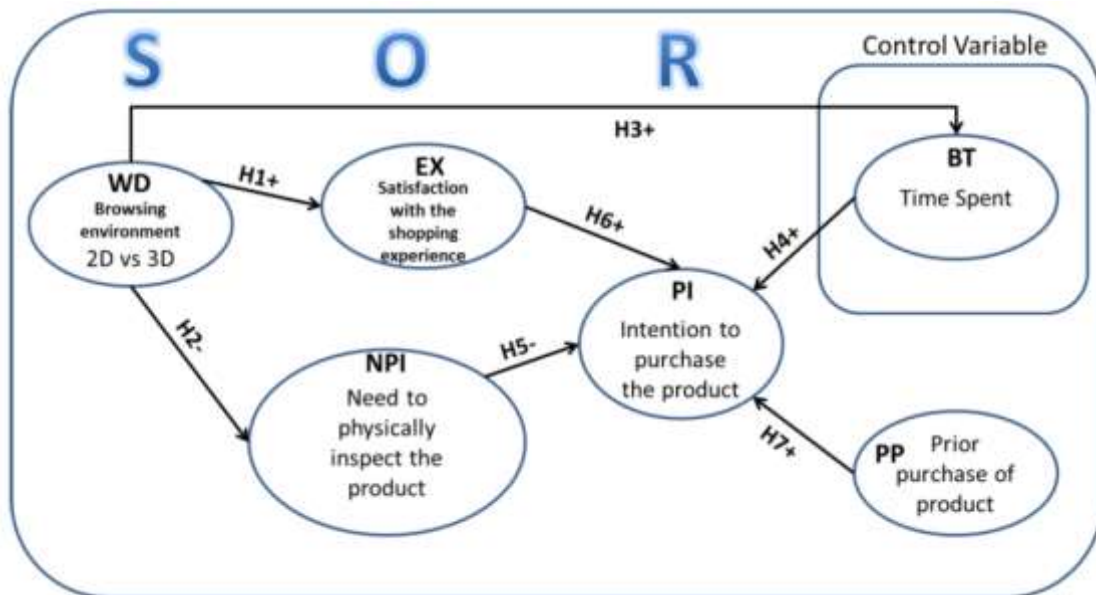 S O R
Control Variable
H3+
WD
Browsing
environment
2D vs 3D
H1+
EX
Satisfaction
with the
shopping
experience
BT
Time Spent
H6+
H4+
H2-
PI
Intention to
purchase
the product
H5-
NPI
Need to
physically
inspect the
product
H7+
PP Prior
purchase of
product